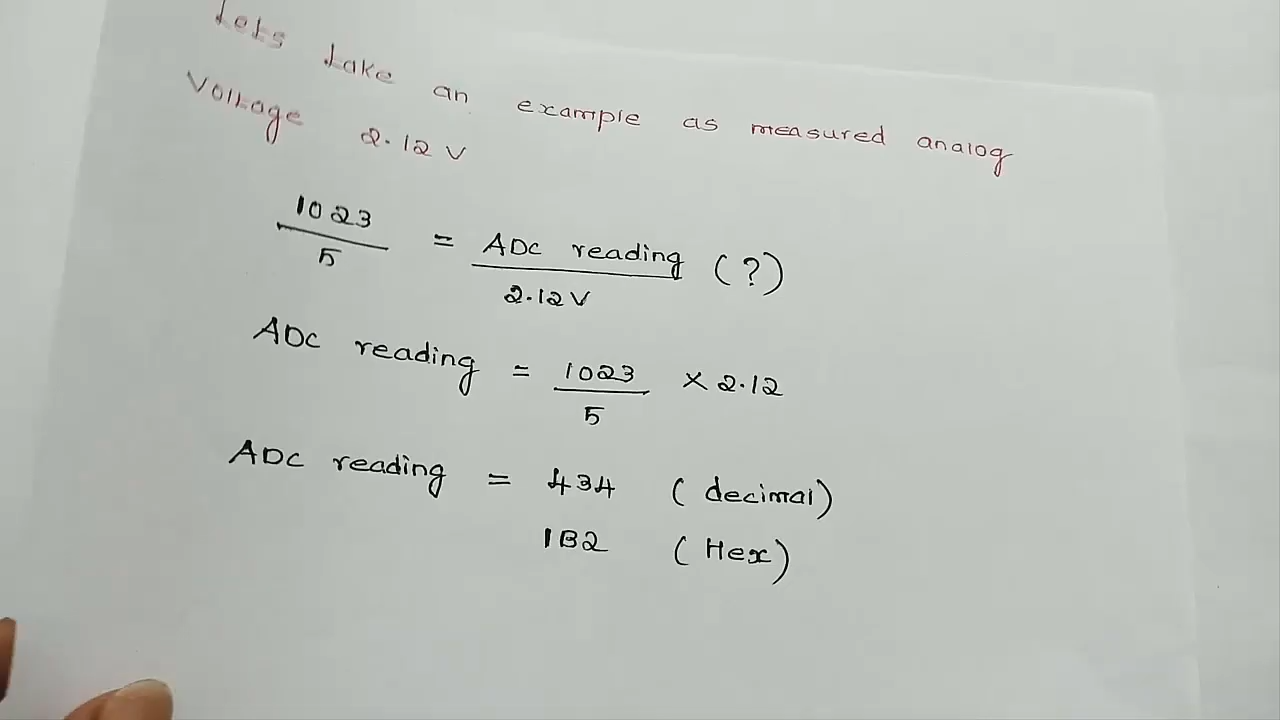 Lets take an example as measured analog
Voltage 2.12 V
1023
5
= ADC reading (?)
2.12V
ADC reading = 1023 × 2.12
5
ADC reading = 434 (decimal)
1B2 (Hex)